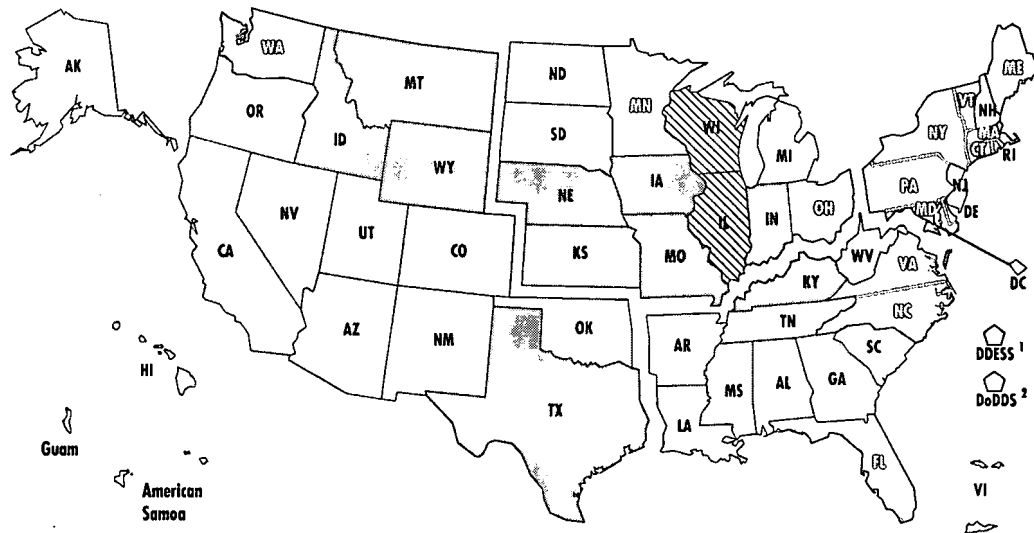 AK
WA
MT
ND
MN
ME
VT
NH
OR
ID
SD
WI
NY
MA
CT
RI
WY
MI
IA
PA
NJ
NE
OH
MD
DE
NV
UT
CO
KS
MO
IL
IN
WV
VA
CA
KY
DC
NC
AZ
NM
OK
TN
AR
SC
DDESS 1
HI
MS
AL
GA
DoDDS 2
TX
LA
Guam
FL
American
Samoa
VI